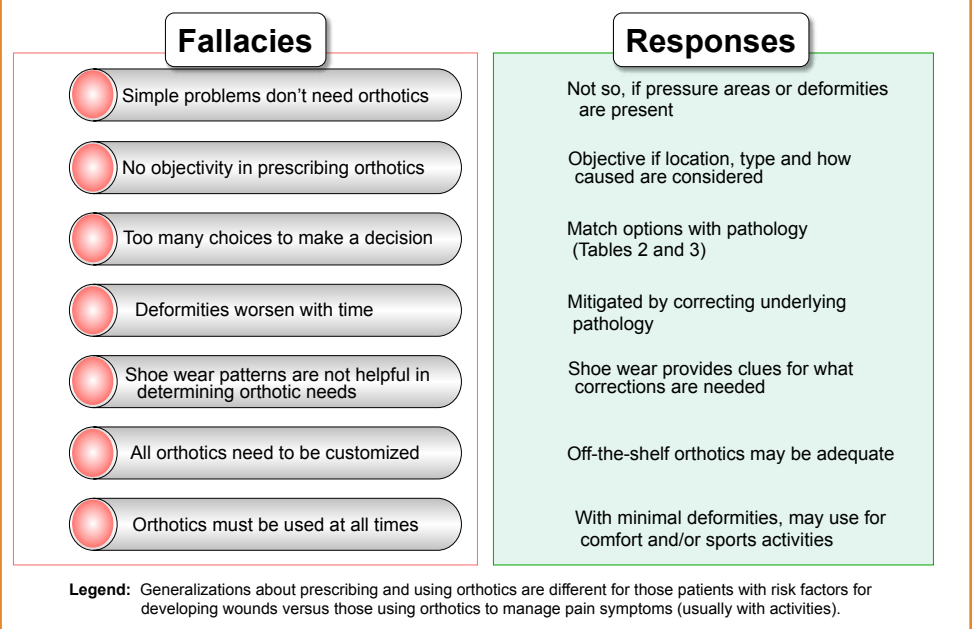 Fallacies
Responses
Simple problems don't need orthotics
Not so, if pressure areas or deformities
are present
No objectivity in prescribing orthotics
Objective if location, type and how
caused are considered
Too many choices to make a decision
Match options with pathology
(Tables 2 and 3)
Deformities worsen with time
Mitigated by correcting underlying
pathology
Shoe wear patterns are not helpful in
determining orthotic needs
Shoe wear provides clues for what
corrections are needed
All orthotics need to be customized
Off-the-shelf orthotics may be adequate
Orthotics must be used at all times
With minimal deformities, may use for
comfort and/or sports activities
Legend: Generalizations about prescribing and using orthotics are different for those patients with risk factors for
developing wounds versus those using orthotics to manage pain symptoms (usually with activities).